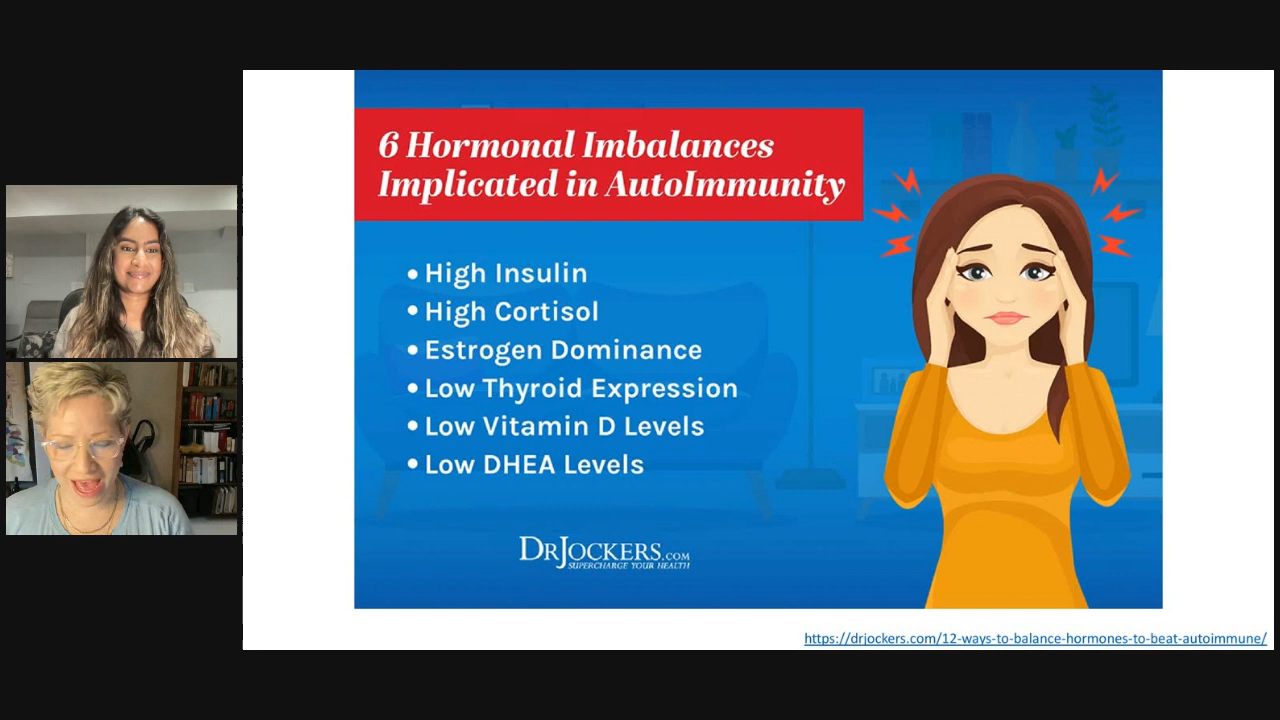 6 Hormonal Imbalances
Implicated in AutoImmunity
• High Insulin
• High Cortisol
• Estrogen Dominance
• Low Thyroid Expression
• Low Vitamin D Levels
• Low DHEA Levels
DRJOCKERS.COM
SUPERCHARGE YOUR HEALTH
https://drjockers.com/12-ways-to-balance-hormones-to-beat-autoimmune/